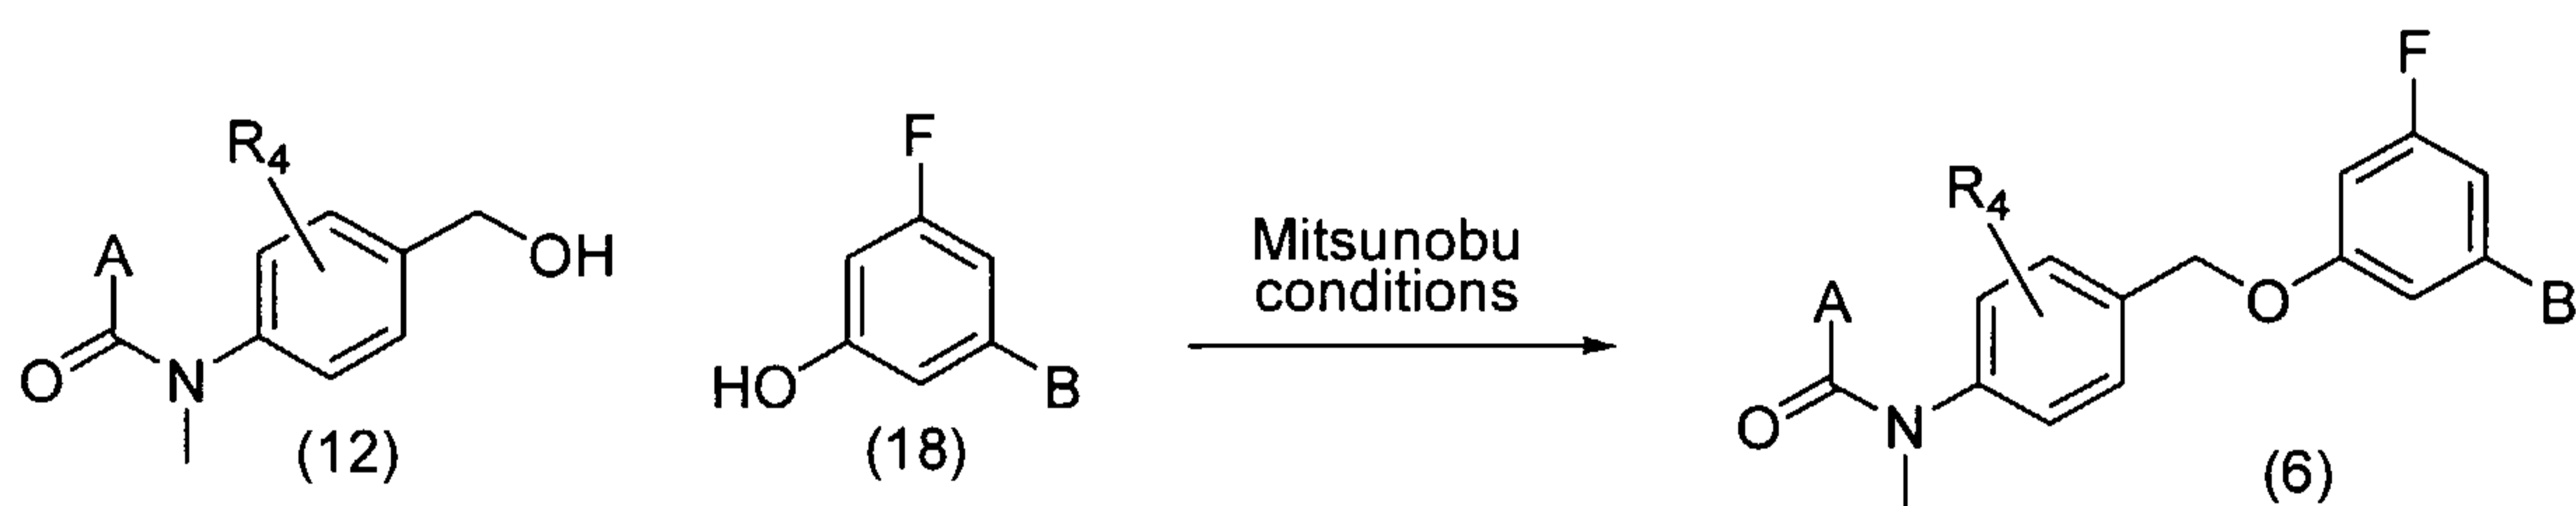 R4
A
OH
O
N
(12)
F
HO
B
(18)
Mitsunobu
conditions
F
R4
A
O
B
O
N
(6)